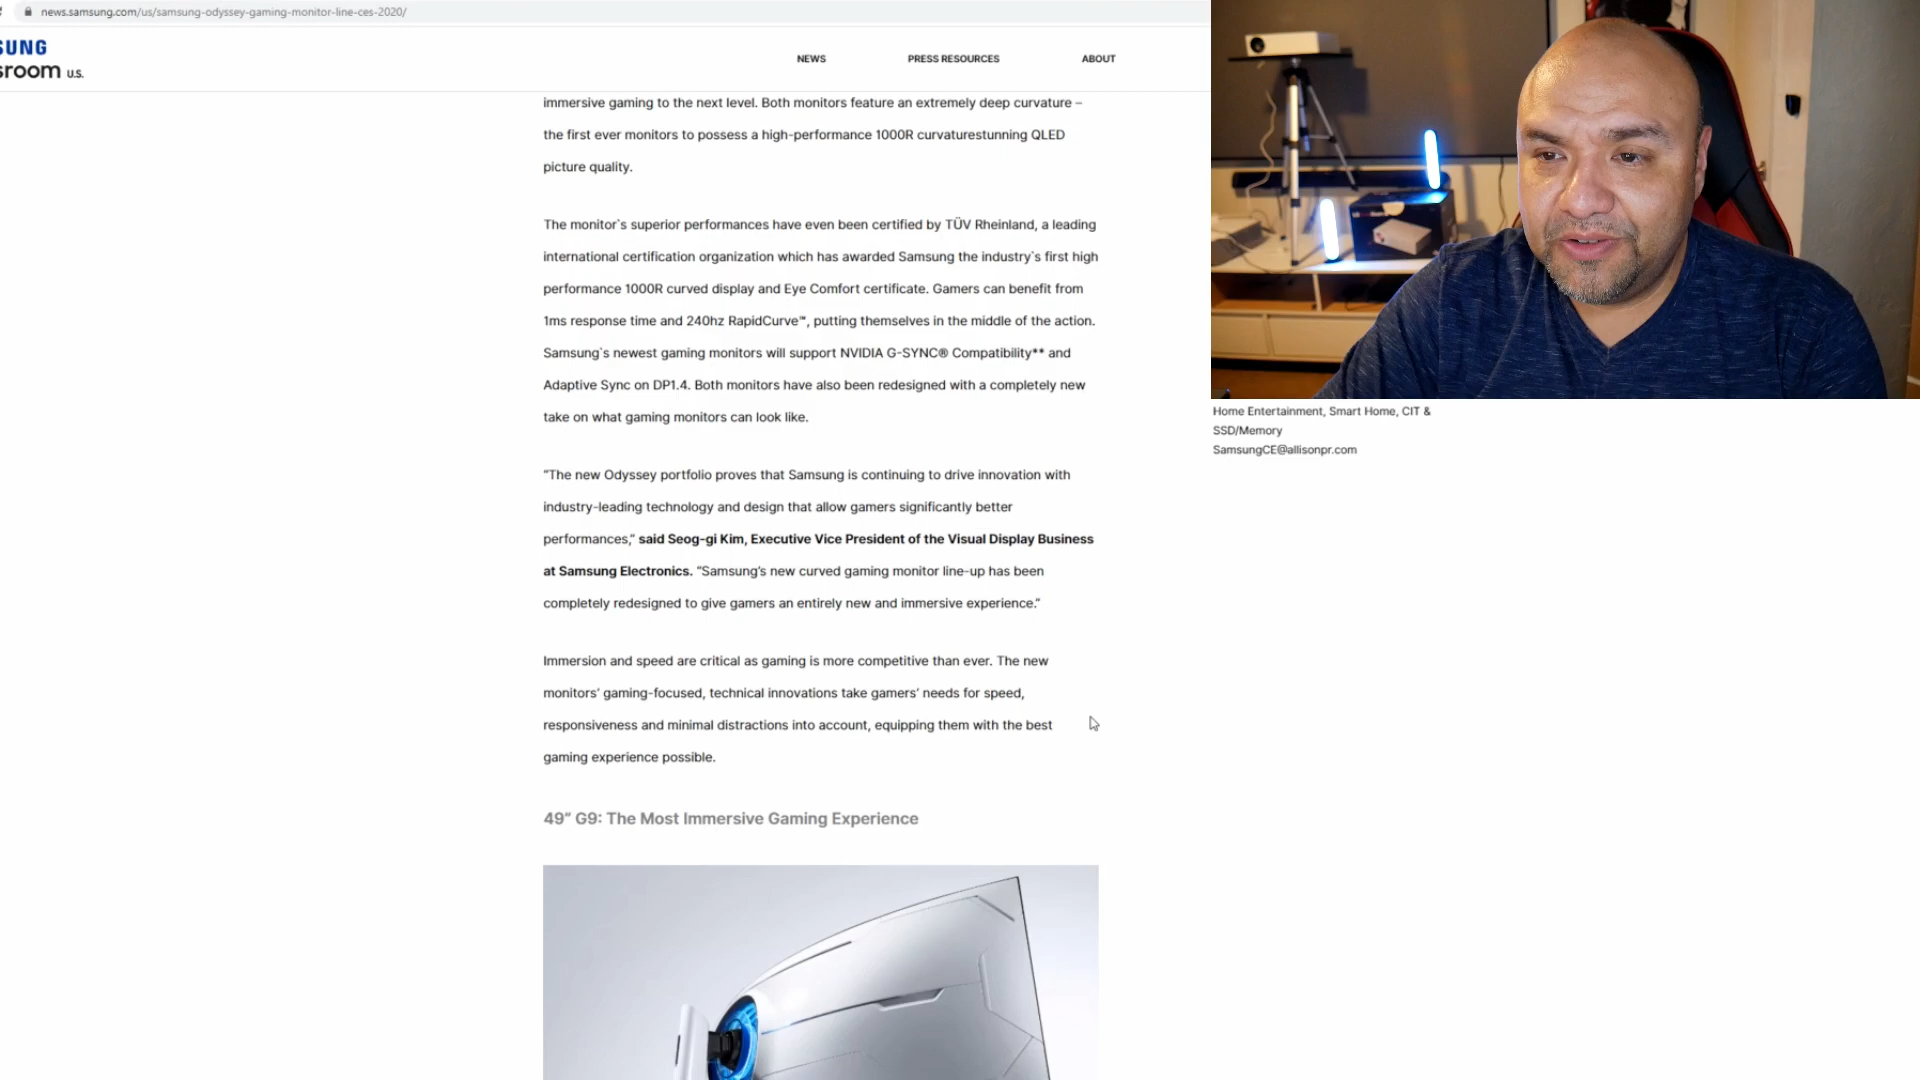 news.samsung.com/us/samsung-odyssey-gaming-monitor-line-ces-2020/
SUNG
sroom U.S.
NEWS
PRESS RESOURCES
ABOUT
immersive gaming to the next level. Both monitors feature an extremely deep curvature –
the first ever monitors to possess a high-performance 1000R curvaturestunning QLED
picture quality.
The monitor`s superior performances have even been certified by TÜV Rheinland, a leading
international certification organization which has awarded Samsung the industry`s first high
performance 1000R curved display and Eye Comfort certificate. Gamers can benefit from
1ms response time and 240hz RapidCurve™, putting themselves in the middle of the action.
Samsung`s newest gaming monitors will support NVIDIA G-SYNC® Compatibility** and
Adaptive Sync on DP1.4. Both monitors have also been redesigned with a completely new
take on what gaming monitors can look like.
“The new Odyssey portfolio proves that Samsung is continuing to drive innovation with
industry-leading technology and design that allow gamers significantly better
performances,” said Seog-gi Kim, Executive Vice President of the Visual Display Business
at Samsung Electronics. “Samsung’s new curved gaming monitor line-up has been
completely redesigned to give gamers an entirely new and immersive experience.”
Immersion and speed are critical as gaming is more competitive than ever. The new
monitors’ gaming-focused, technical innovations take gamers’ needs for speed,
responsiveness and minimal distractions into account, equipping them with the best
gaming experience possible.
49” G9: The Most Immersive Gaming Experience
Home Entertainment, Smart Home, CIT &
SSD/Memory
SamsungCE@allisonpr.com